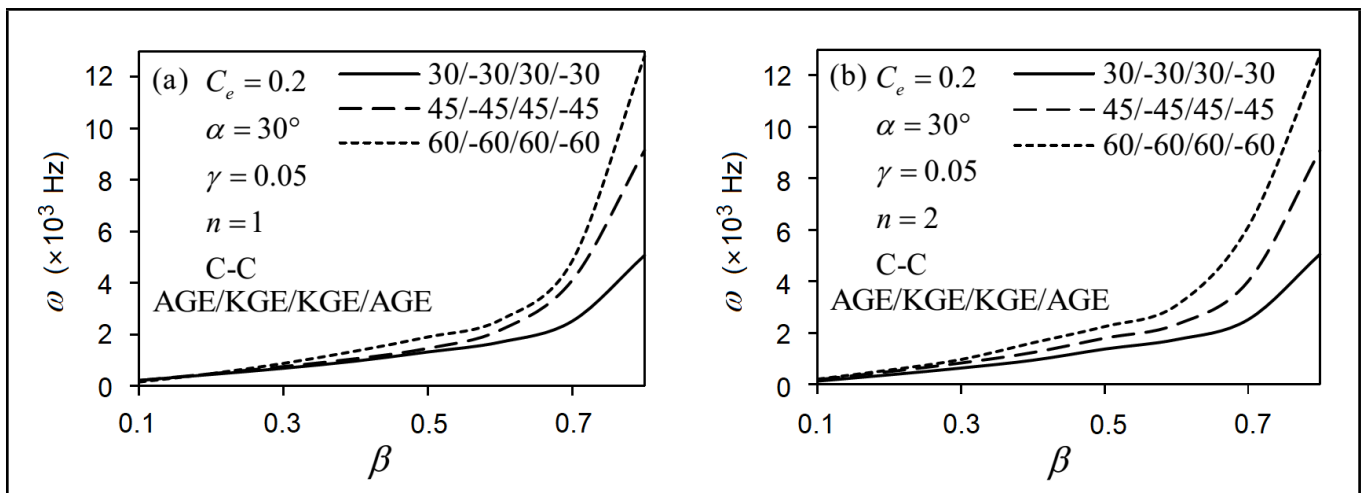 (a) C_e = 0.2
α = 30°
γ = 0.05
n = 1
C-C
AGE/KGE/KGE/AGE
30/-30/30/-30
45/-45/45/-45
60/-60/60/-60
12
10
8
6
4
2
0
ω (×10³ Hz)
0.1 0.3 0.5 0.7
β
(b) C_e = 0.2
α = 30°
γ = 0.05
n = 2
C-C
AGE/KGE/KGE/AGE
30/-30/30/-30
45/-45/45/-45
60/-60/60/-60
12
10
8
6
4
2
0
ω (×10³ Hz)
0.1 0.3 0.5 0.7
β